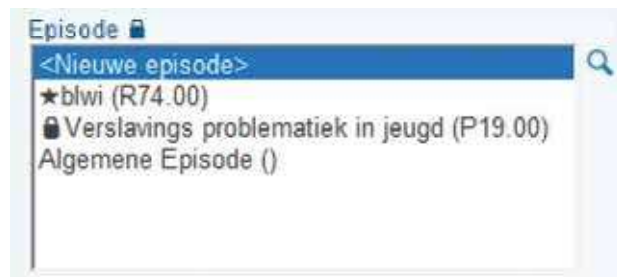 Episode
<Nieuwe episode>
★blwi (R74.00)
Verslavings problematiek in jeugd (P19.00)
Algemene Episode ()